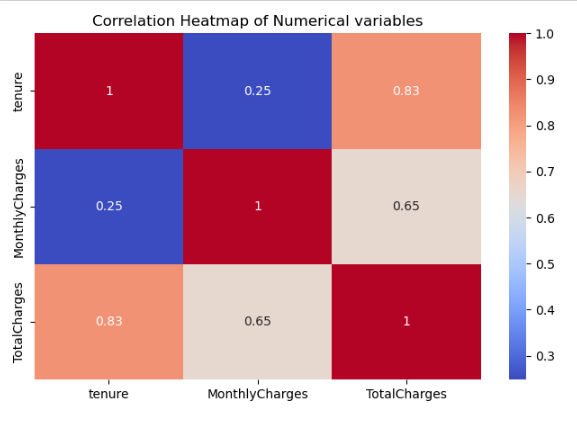 Correlation Heatmap of Numerical variables
tenure
1
0.25
0.83
MonthlyCharges
0.25
1
0.65
TotalCharges
0.83
0.65
1
tenure
MonthlyCharges
TotalCharges
1.0
0.9
0.8
0.7
0.6
0.5
0.4
0.3